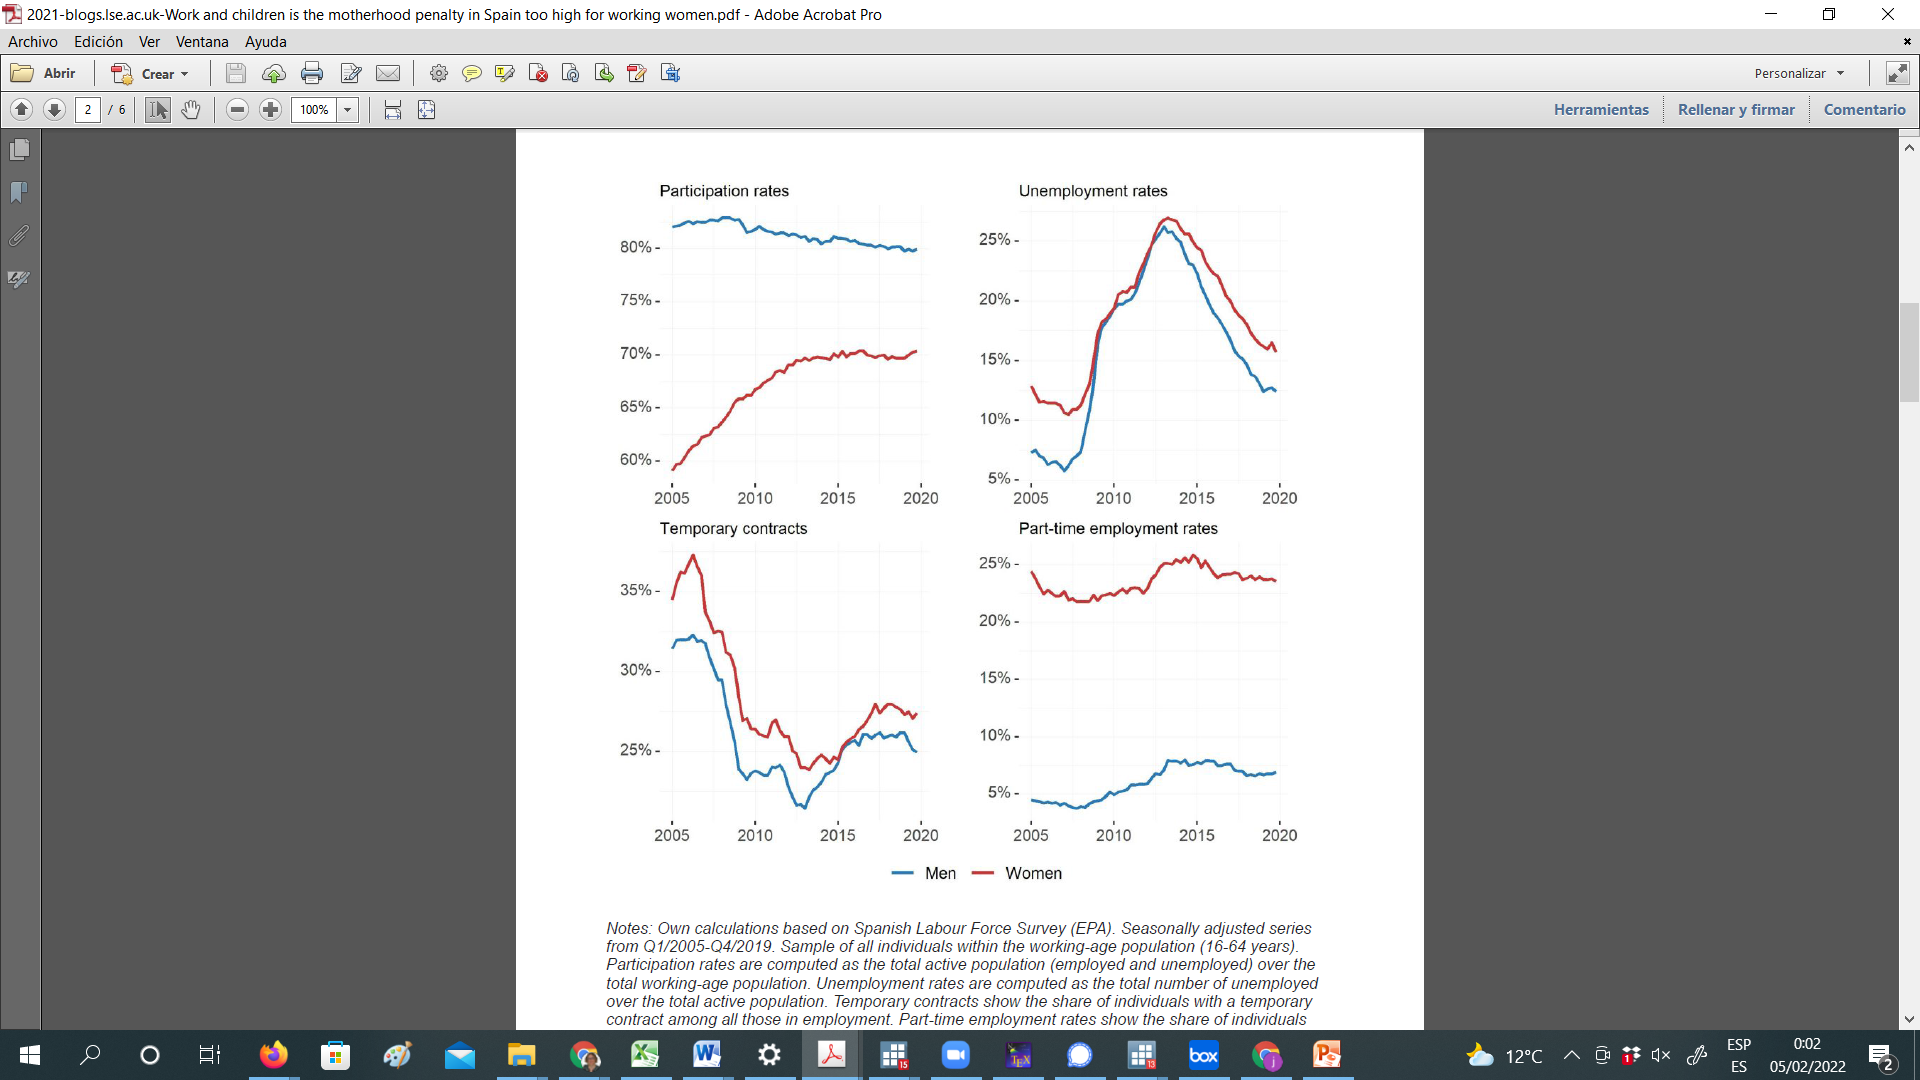 2021-blogs.lse.ac.uk-Work and children is the motherhood penalty in Spain too high for working women.pdf - Adobe Acrobat Pro
Archivo Edición Ver Ventana Ayuda
Abrir Crear Personalizar
2 / 6 100% Herramientas Rellenar y firmar Comentario
Participation rates
80%
75%
70%
65%
60%
2005 2010 2015 2020
Unemployment rates
25%
20%
15%
10%
5%
2005 2010 2015 2020
Temporary contracts
35%
30%
25%
2005 2010 2015 2020
Part-time employment rates
25%
20%
15%
10%
5%
2005 2010 2015 2020
Men Women
Notes: Own calculations based on Spanish Labour Force Survey (EPA). Seasonally adjusted series
from Q1/2005-Q4/2019. Sample of all individuals within the working-age population (16-64 years).
Participation rates are computed as the total active population (employed and unemployed) over the
total working-age population. Unemployment rates are computed as the total number of unemployed
over the total active population. Temporary contracts show the share of individuals with a temporary
contract among all those in employment. Part-time employment rates show the share of individuals
15
TEX
13
box
j
12°C
1
ESP
ES
0:02
05/02/2022
2